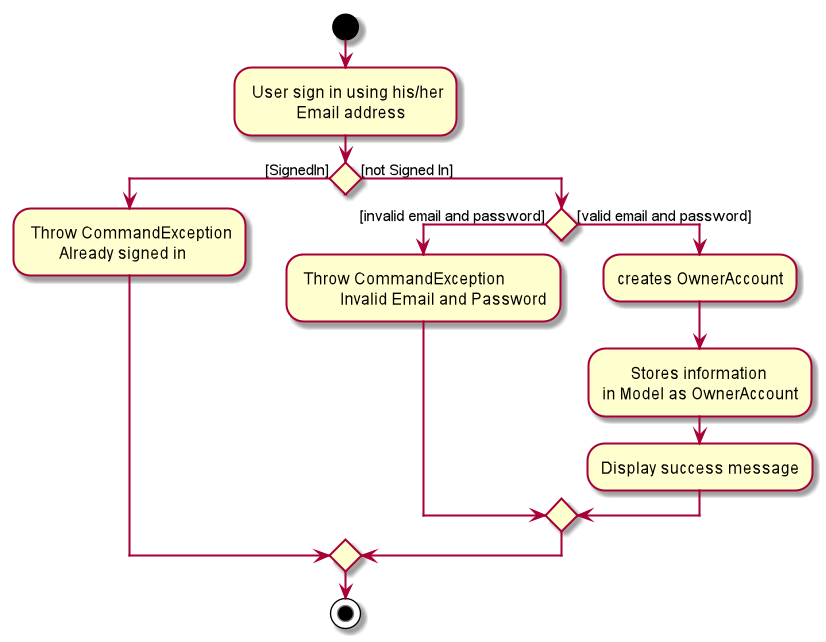 User sign in using his/her
Email address
[SignedIn]
[not Signed In]
Throw CommandException
Already signed in
[invalid email and password]
[valid email and password]
Throw CommandException
Invalid Email and Password
creates OwnerAccount
Stores information
in Model as OwnerAccount
Display success message